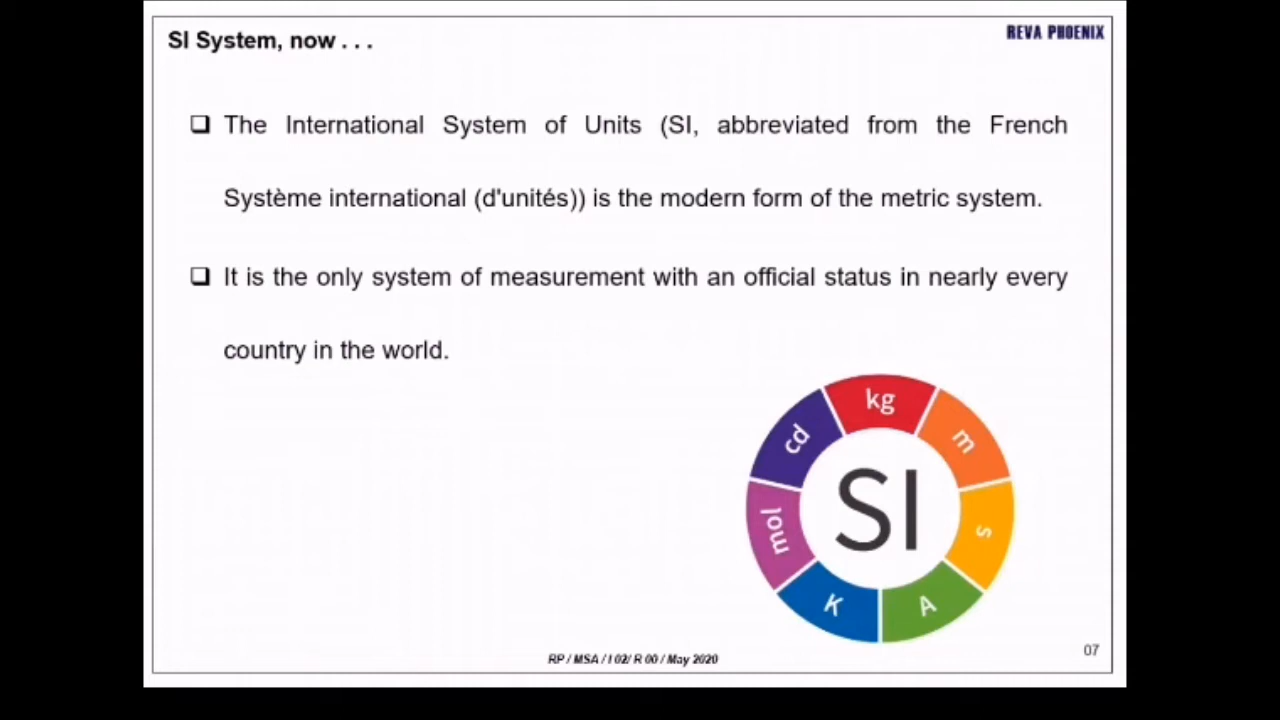 SI System, now . . .
REVA PHOENIX
❑ The International System of Units (SI, abbreviated from the French
Système international (d'unités)) is the modern form of the metric system.
❑ It is the only system of measurement with an official status in nearly every
country in the world.
kg
m
s
A
K
mol
cd
SI
RP / MSA / I 02/ R 00 / May 2020
07